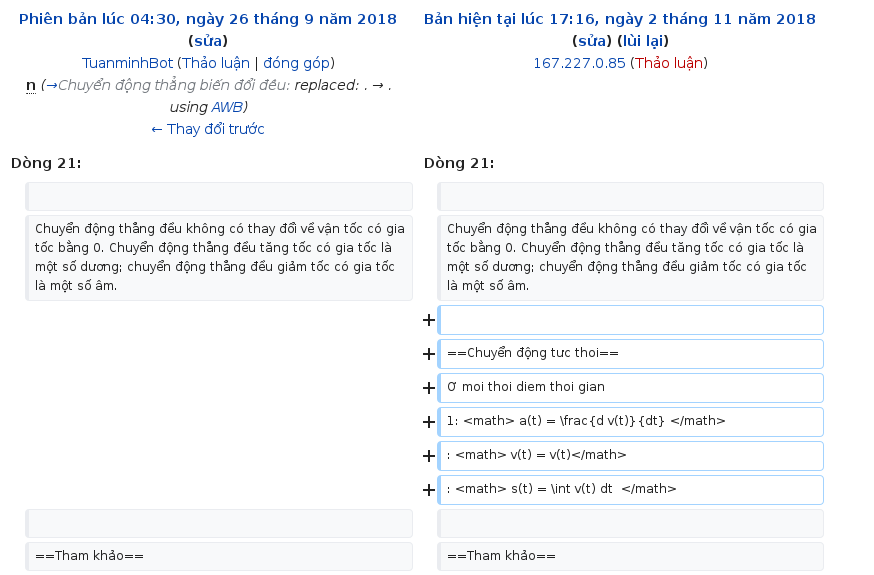 Phiên bản lúc 04:30, ngày 26 tháng 9 năm 2018
(sửa)
TuanminhBot (Thảo luận | đóng góp)
n (→Chuyển động thẳng biến đổi đều: replaced: . → .
using AWB)
← Thay đổi trước
Bản hiện tại lúc 17:16, ngày 2 tháng 11 năm 2018
(sửa) (lùi lại)
167.227.0.85 (Thảo luận)
Dòng 21:
Dòng 21:
Chuyển động thẳng đều không có thay đổi về vận tốc có gia
tốc bằng 0. Chuyển động thẳng đều tăng tốc có gia tốc là
một số dương; chuyển động thẳng đều giảm tốc có gia tốc
là một số âm.
Chuyển động thẳng đều không có thay đổi về vận tốc có gia
tốc bằng 0. Chuyển động thẳng đều tăng tốc có gia tốc là
một số dương; chuyển động thẳng đều giảm tốc có gia tốc
là một số âm.
+
+ ==Chuyển động tưc thoi==
+ Ơ moi thoi diem thoi gian
+ 1: <math> a(t) = \frac{d v(t)}{dt} </math>
+ : <math> v(t) = v(t)</math>
+ : <math> s(t) = \int v(t) dt  </math>
==Tham khảo==
==Tham khảo==